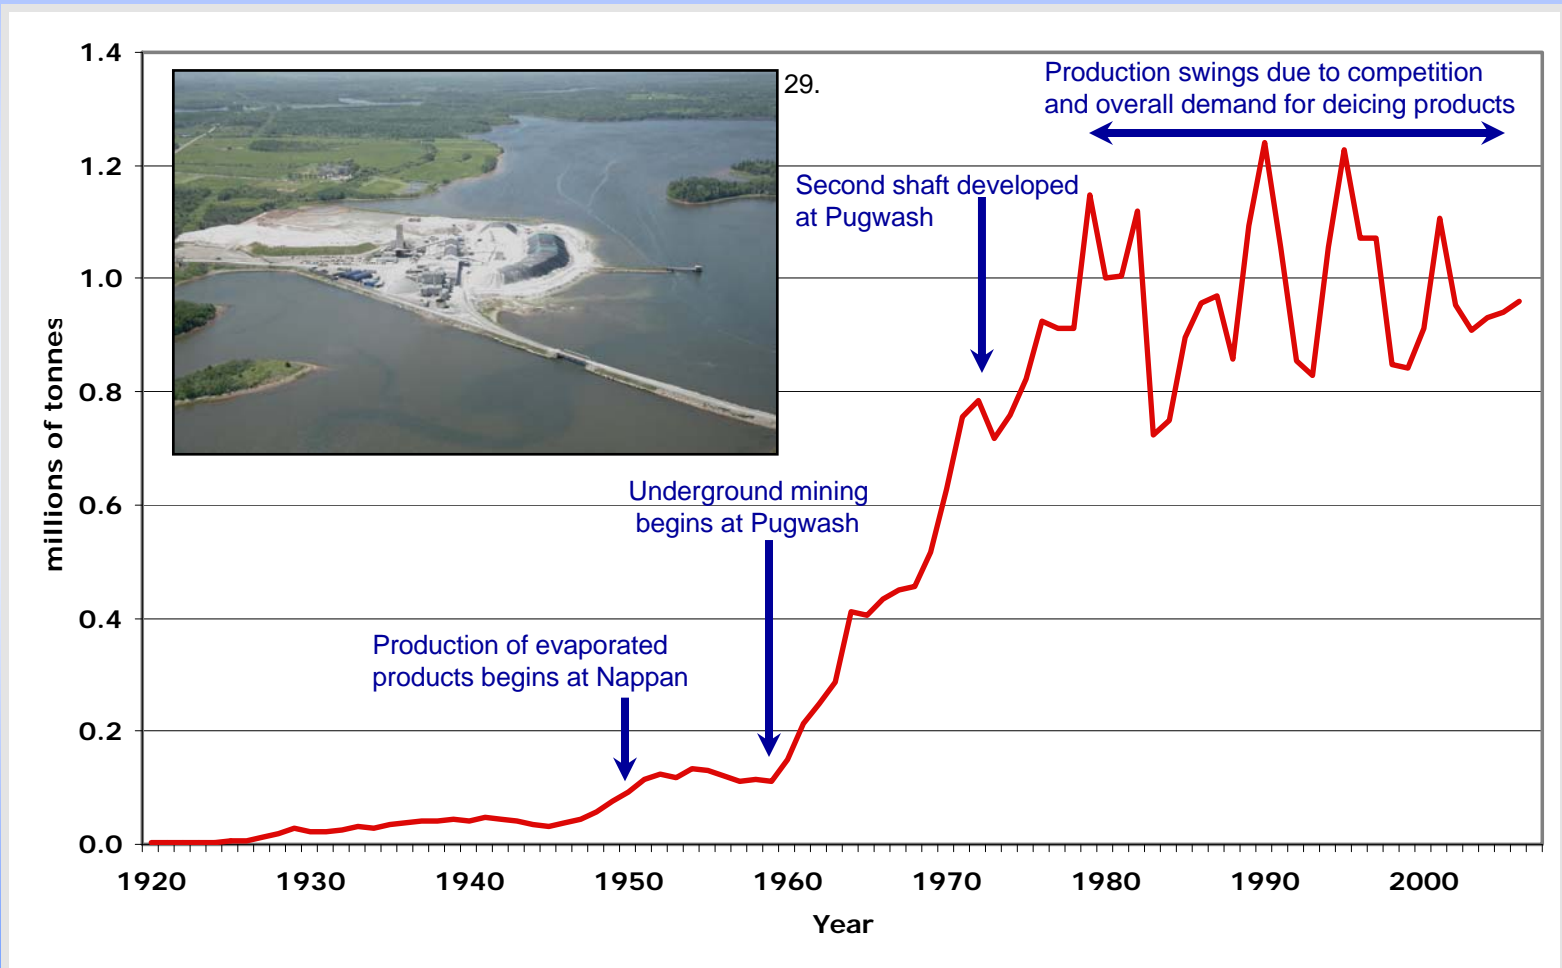 1.4
1.2
1.0
0.8
0.6
0.4
0.2
0.0
millions of tonnes
29.
Production swings due to competition
and overall demand for deicing products
Second shaft developed
at Pugwash
Underground mining
begins at Pugwash
Production of evaporated
products begins at Nappan
1920
1930
1940
1950
1960
1970
1980
1990
2000
Year